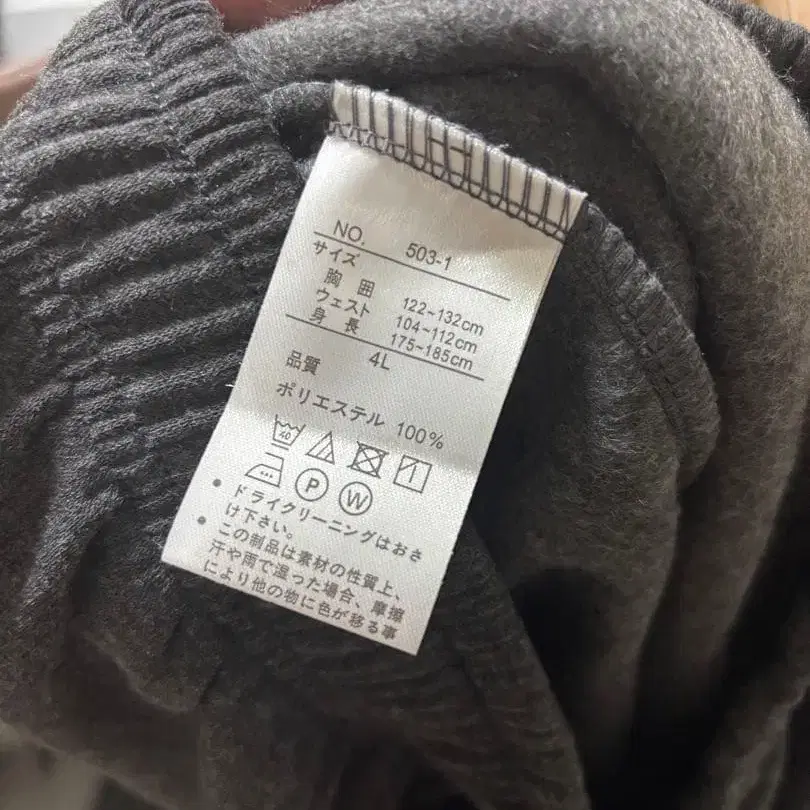 NO. 503-1
サイズ
胸囲 122~132cm
ウェスト 104~112cm
身長 175~185cm
4L
品質
ポリエステル 100%
40
P W
• ドライクリーニングはおさ
け下さい。
• この製品は素材の性質上、
汗や雨で湿った場合、摩擦
により他の物に色が移る事